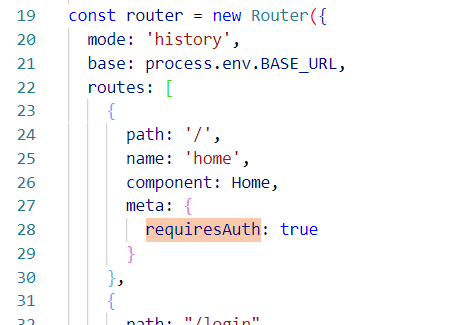 19 const router = new Router({
20 mode: 'history',
21 base: process.env.BASE_URL,
22 routes: [
23 {
24 path: '/',
25 name: 'home',
26 component: Home,
27 meta: {
28 requiresAuth: true
29 }
30 },
31 {
32 path: "/login"